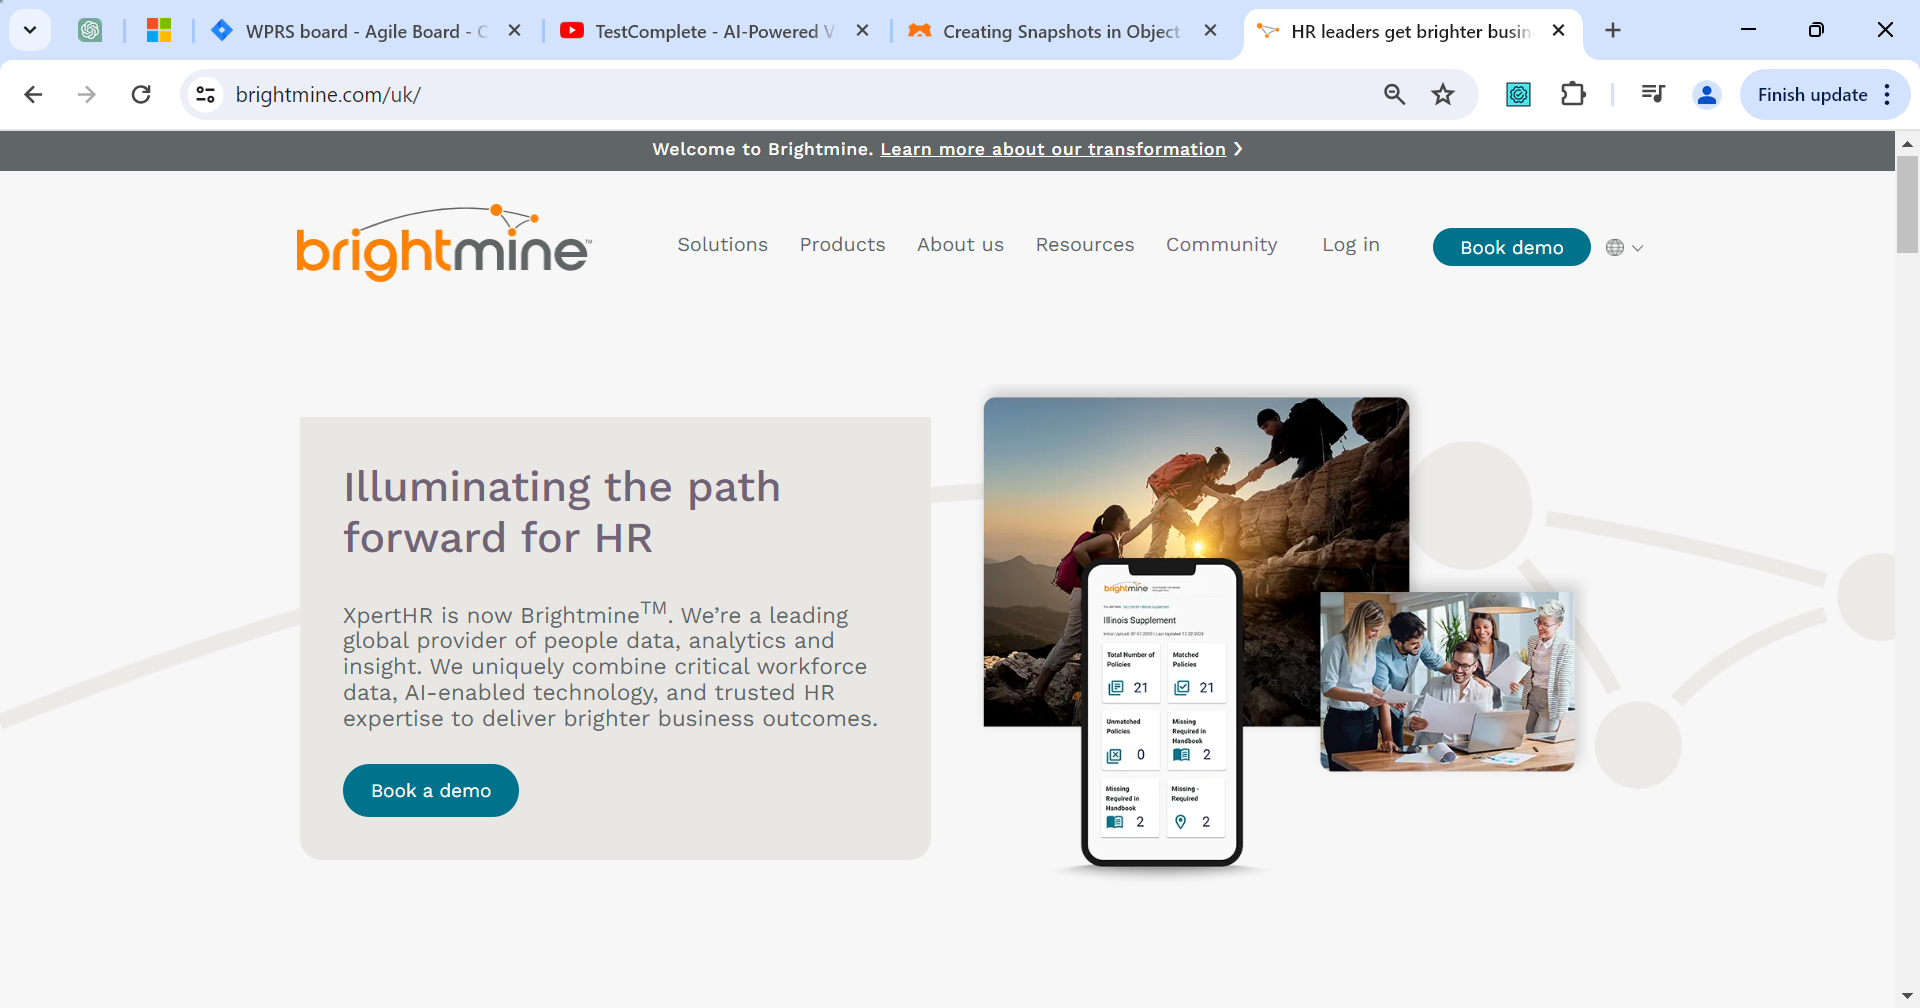 WPRS board - Agile Board - C
TestComplete - AI-Powered V
Creating Snapshots in Object
HR leaders get brighter busin
brightmine.com/uk/
Finish update
Welcome to Brightmine. Learn more about our transformation ❯
brightmine™
Solutions
Products
About us
Resources
Community
Log in
Book demo
Illuminating the path
forward for HR
XpertHR is now Brightmine™. We’re a leading
global provider of people data, analytics and
insight. We uniquely combine critical workforce
data, AI-enabled technology, and trusted HR
expertise to deliver brighter business outcomes.
Book a demo
brightmine
Illinois Supplement
Total Number of
Policies
21
Matched
Policies
21
Unmatched
Policies
0
Missing
Required in
Handbook
2
Missing
Required in
Handbook
2
Missing -
Required
2